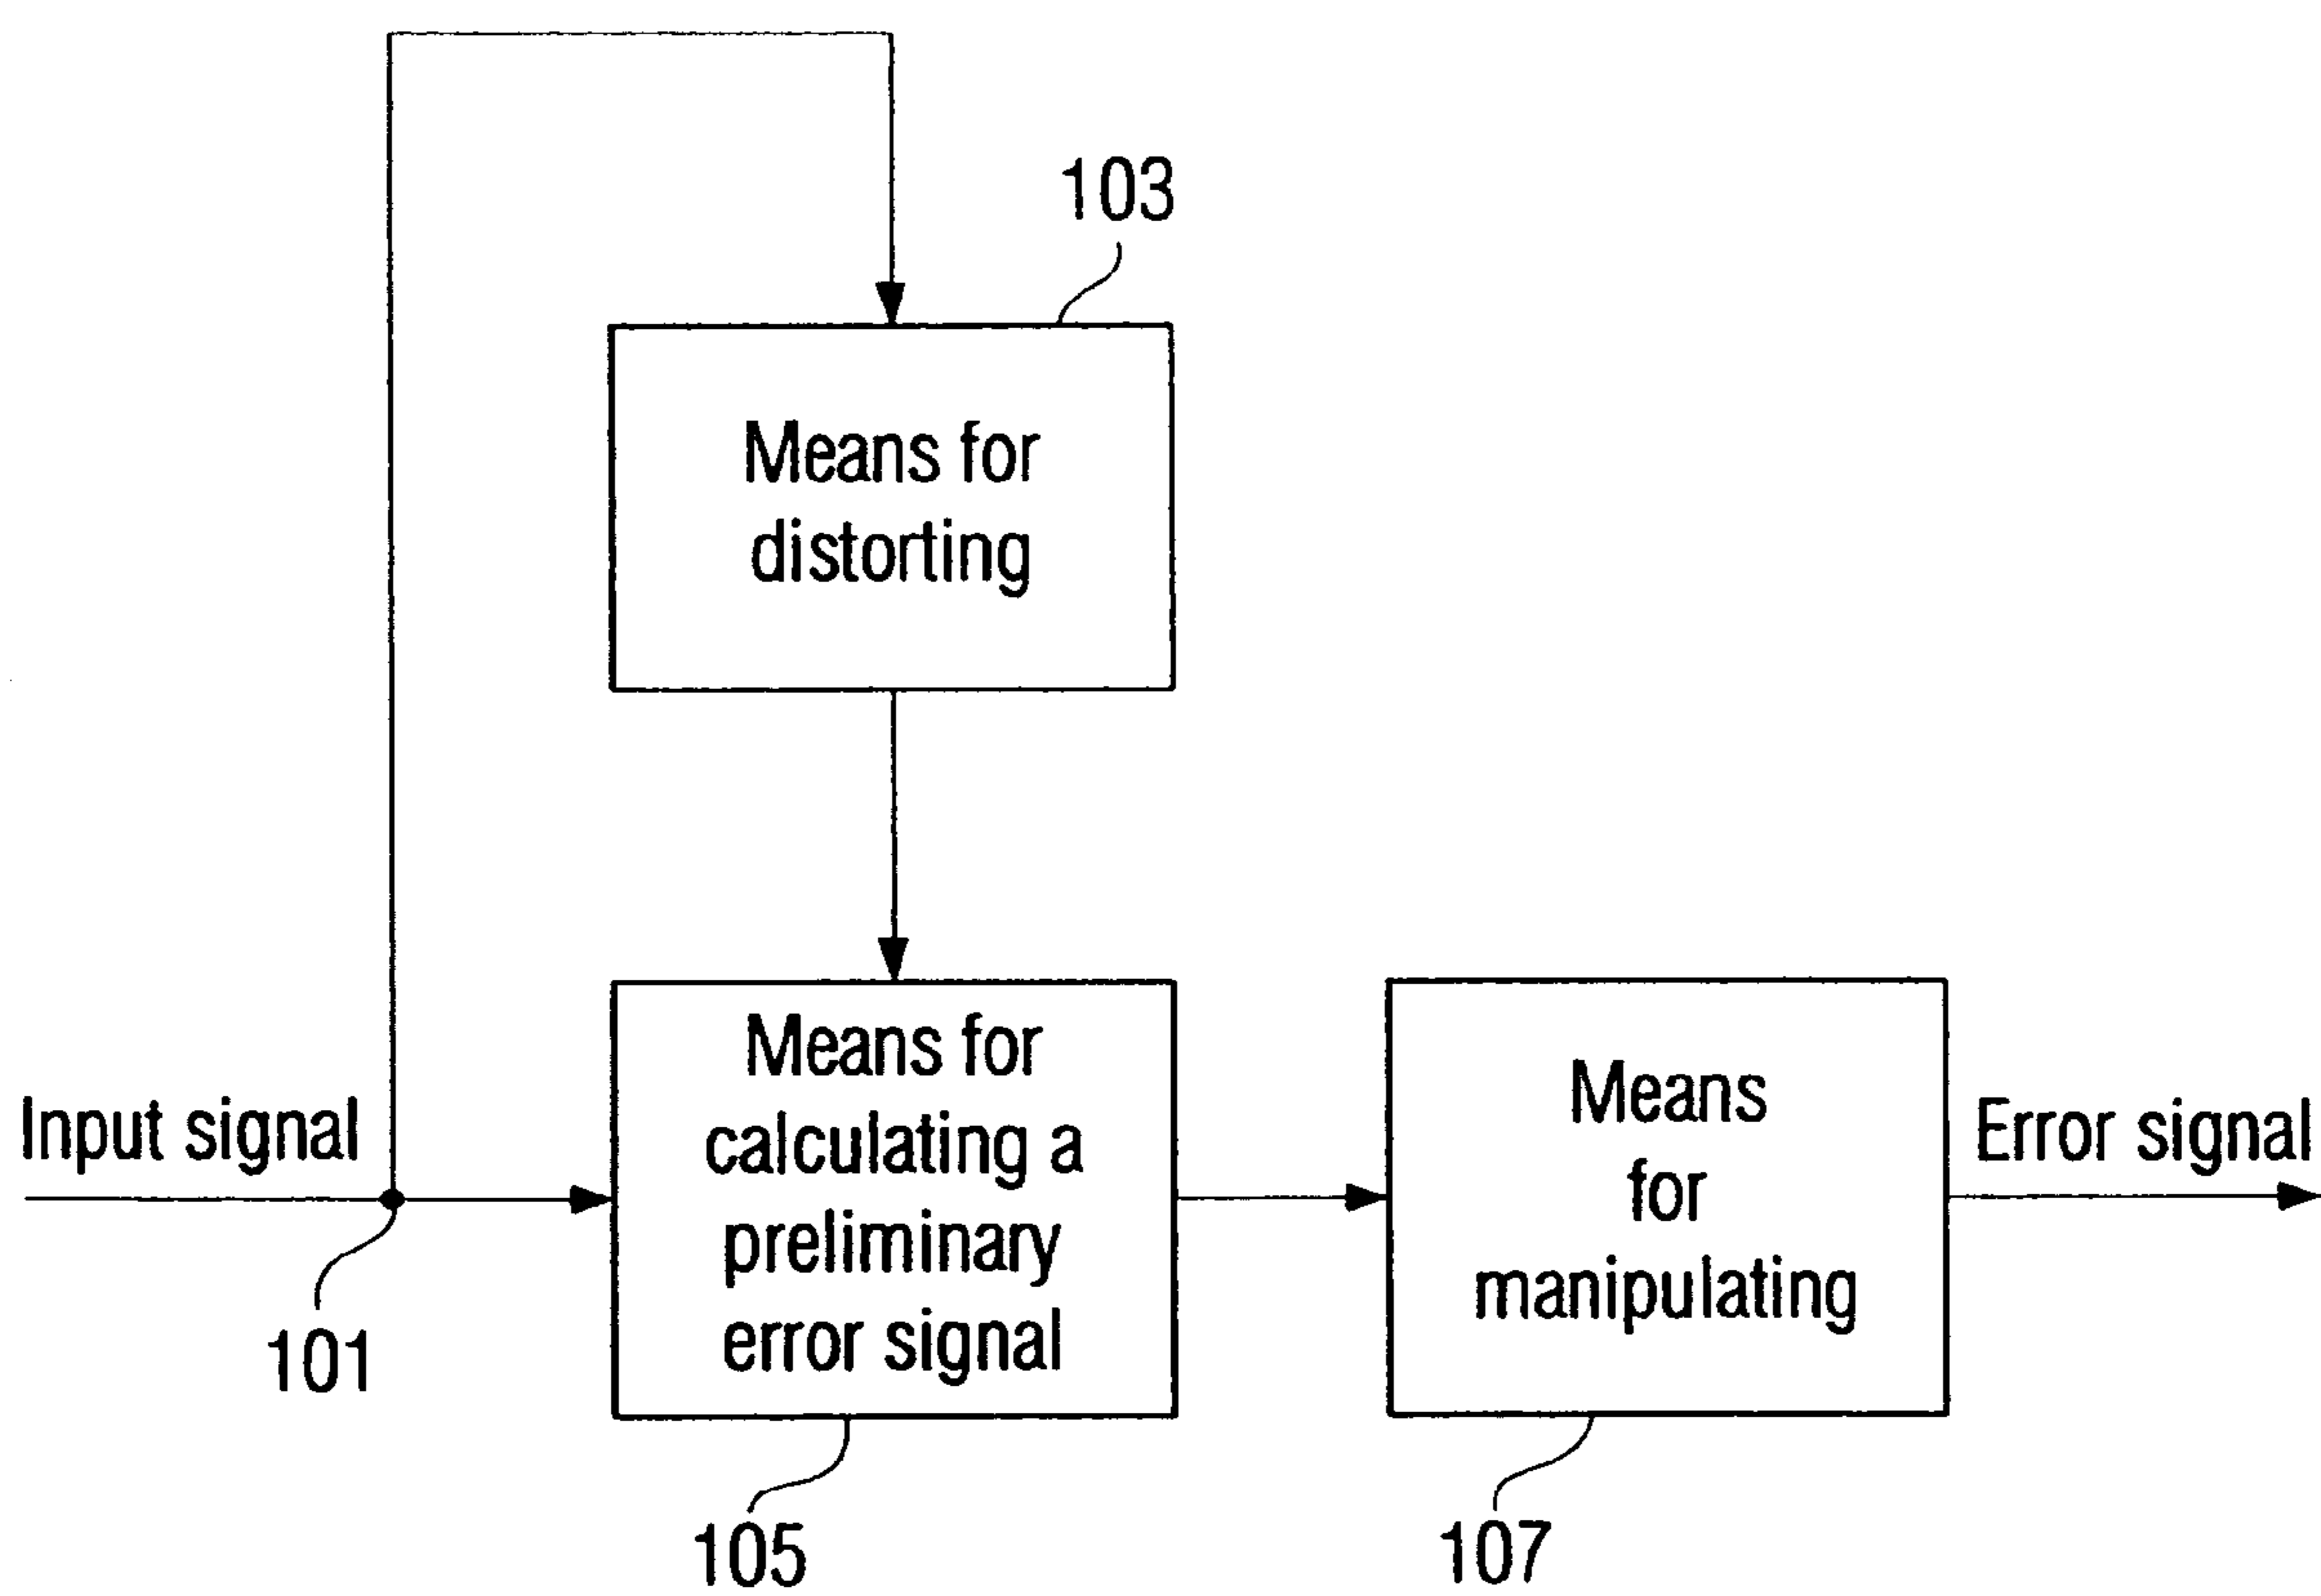 103
Means for
distorting
Input signal
101
Means for
calculating a
preliminary
error signal
105
Means
for
manipulating
107
Error signal